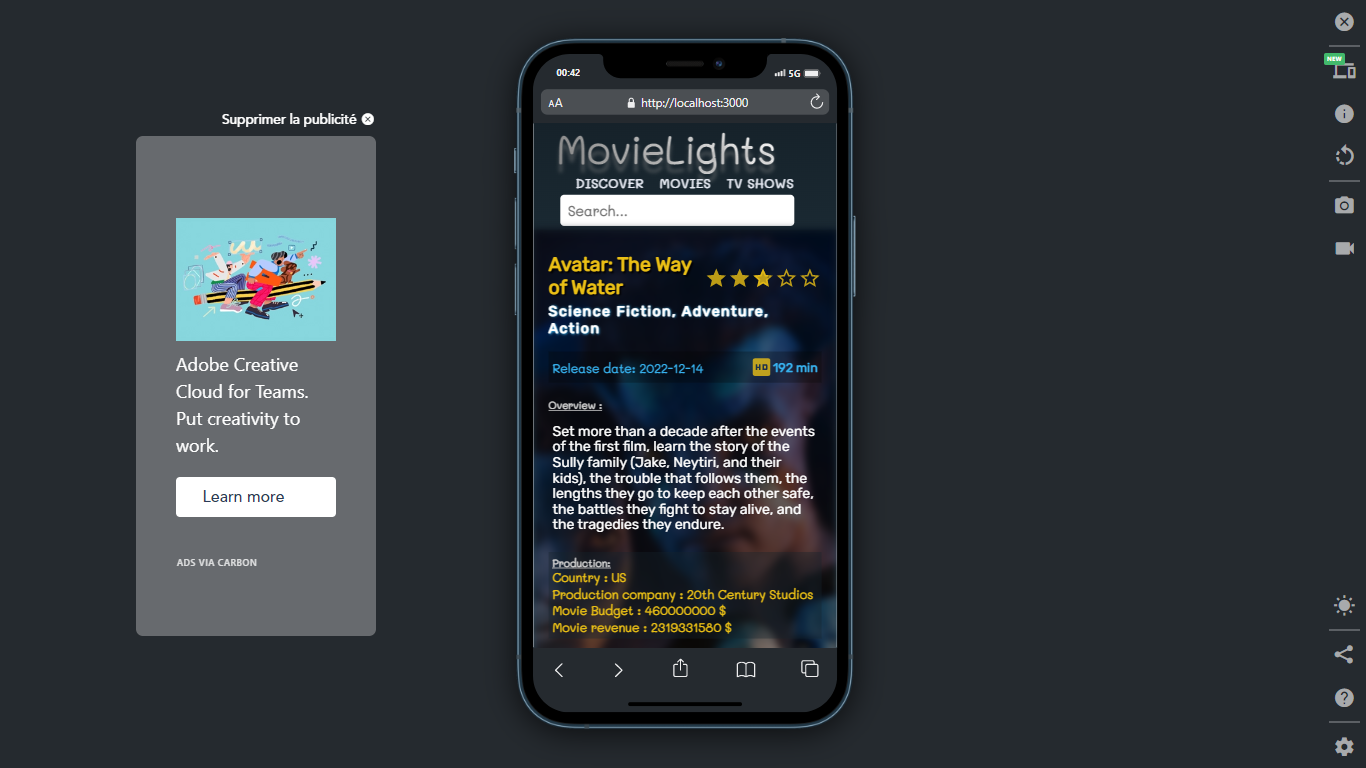 Supprimer la publicité
Adobe Creative
Cloud for Teams.
Put creativity to
work.
Learn more
ADS VIA CARBON
00:42
5G
AA
http://localhost:3000
MovieLights
DISCOVER MOVIES TV SHOWS
Search...
Avatar: The Way
of Water
Science Fiction, Adventure,
Action
Release date: 2022-12-14
HD 192 min
Overview :
Set more than a decade after the events
of the first film, learn the story of the
Sully family (Jake, Neytiri, and their
kids), the trouble that follows them, the
lengths they go to keep each other safe,
the battles they fight to stay alive, and
the tragedies they endure.
Production:
Country : US
Production company : 20th Century Studios
Movie Budget : 460000000 $
Movie revenue : 2319331580 $
NEW